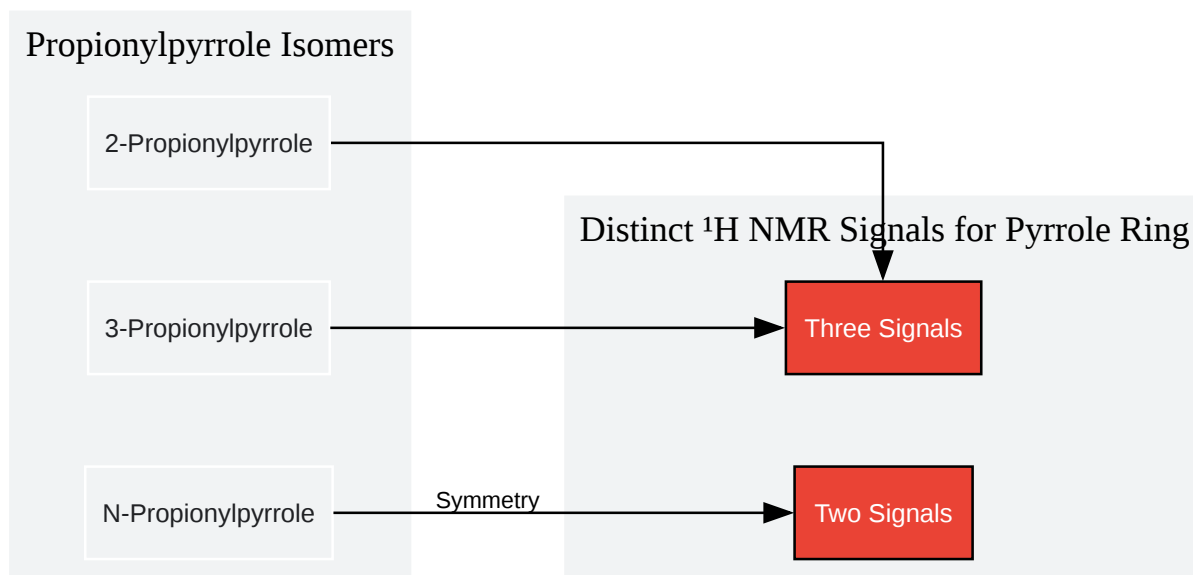 Propionylpyrrole Isomers
2-Propionylpyrrole
Distinct ¹H NMR Signals for Pyrrole Ring
3-Propionylpyrrole
Three Signals
N-Propionylpyrrole
Symmetry
Two Signals